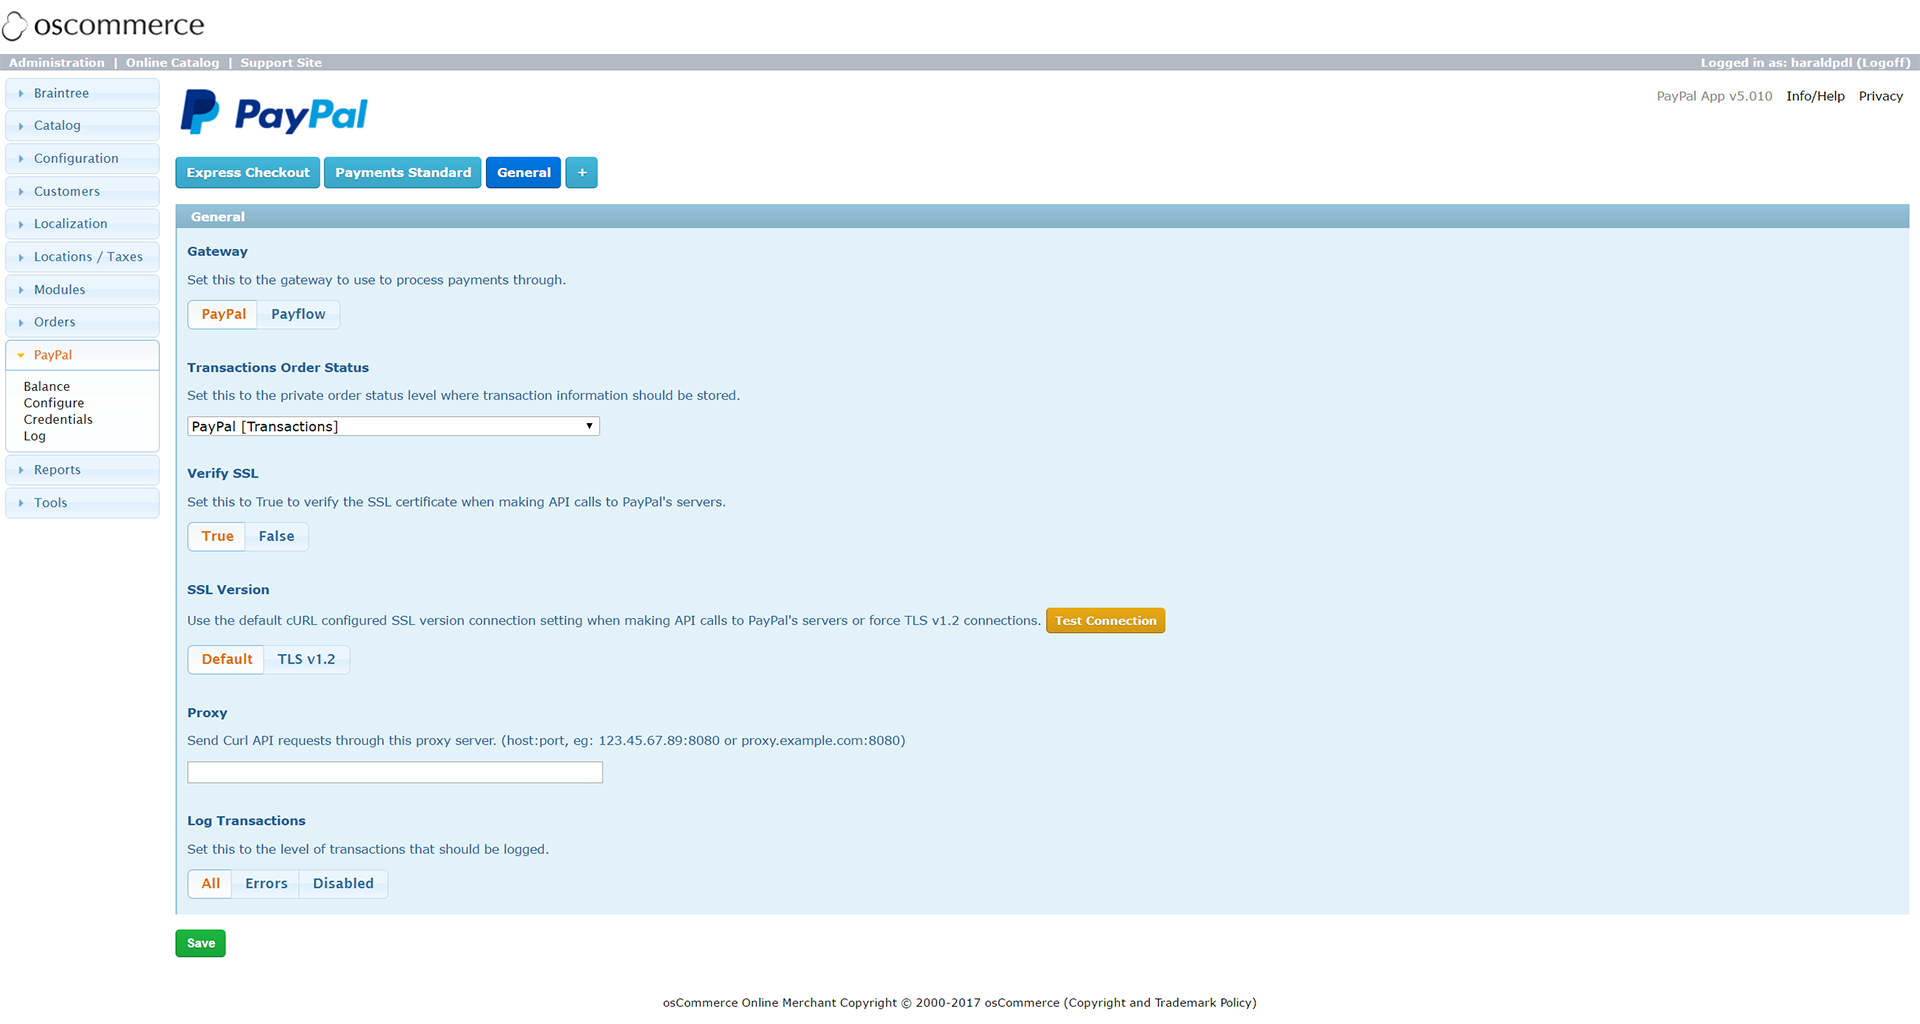 oscommerce
Administration | Online Catalog | Support Site
Logged in as: haraldpdl (Logoff)
Braintree
Catalog
Configuration
Customers
Localization
Locations / Taxes
Modules
Orders
PayPal
Balance
Configure
Credentials
Log
Reports
Tools
PayPal
PayPal App v5.010 Info/Help Privacy
Express Checkout Payments Standard General +
General
Gateway
Set this to the gateway to use to process payments through.
PayPal Payflow
Transactions Order Status
Set this to the private order status level where transaction information should be stored.
PayPal [Transactions]
Verify SSL
Set this to True to verify the SSL certificate when making API calls to PayPal's servers.
True False
SSL Version
Use the default cURL configured SSL version connection setting when making API calls to PayPal's servers or force TLS v1.2 connections. Test Connection
Default TLS v1.2
Proxy
Send Curl API requests through this proxy server. (host:port, eg: 123.45.67.89:8080 or proxy.example.com:8080)
Log Transactions
Set this to the level of transactions that should be logged.
All Errors Disabled
Save
osCommerce Online Merchant Copyright © 2000-2017 osCommerce (Copyright and Trademark Policy)